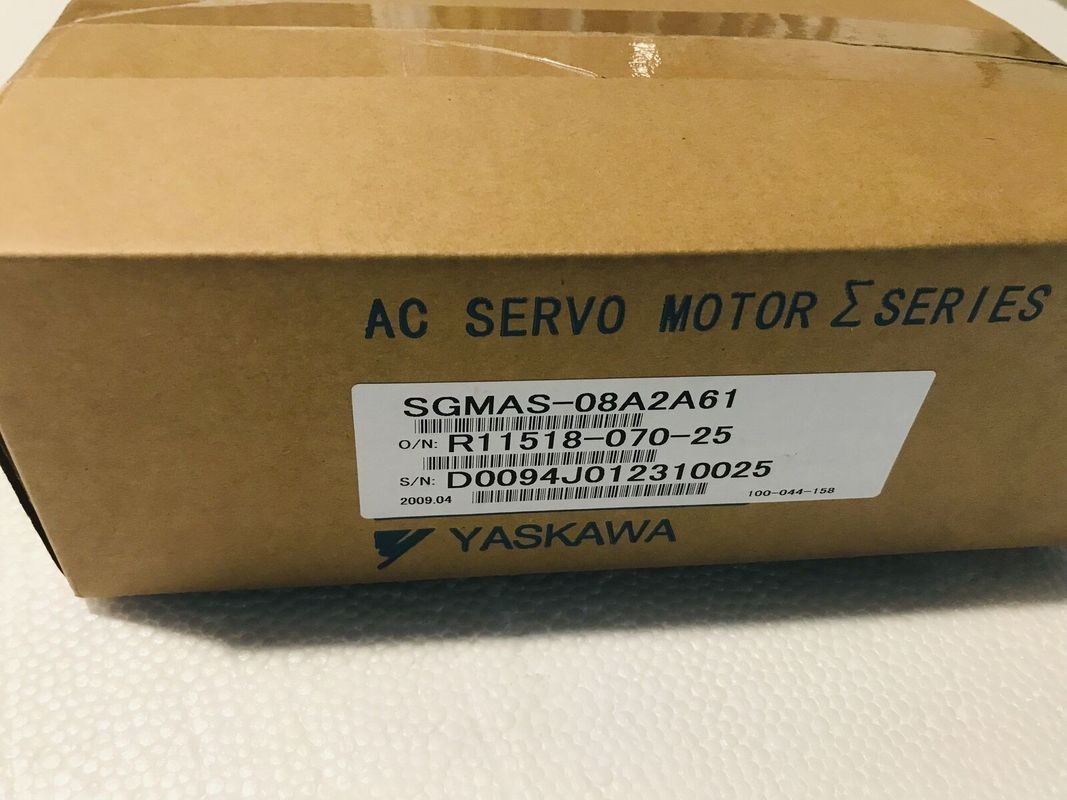 AC SERVO MOTOR Σ SERIES
SGMAS-08A2A61
O/N: R11518-070-25
S/N: D0094J012310025
2009.04 100-044-158
YASKAWA